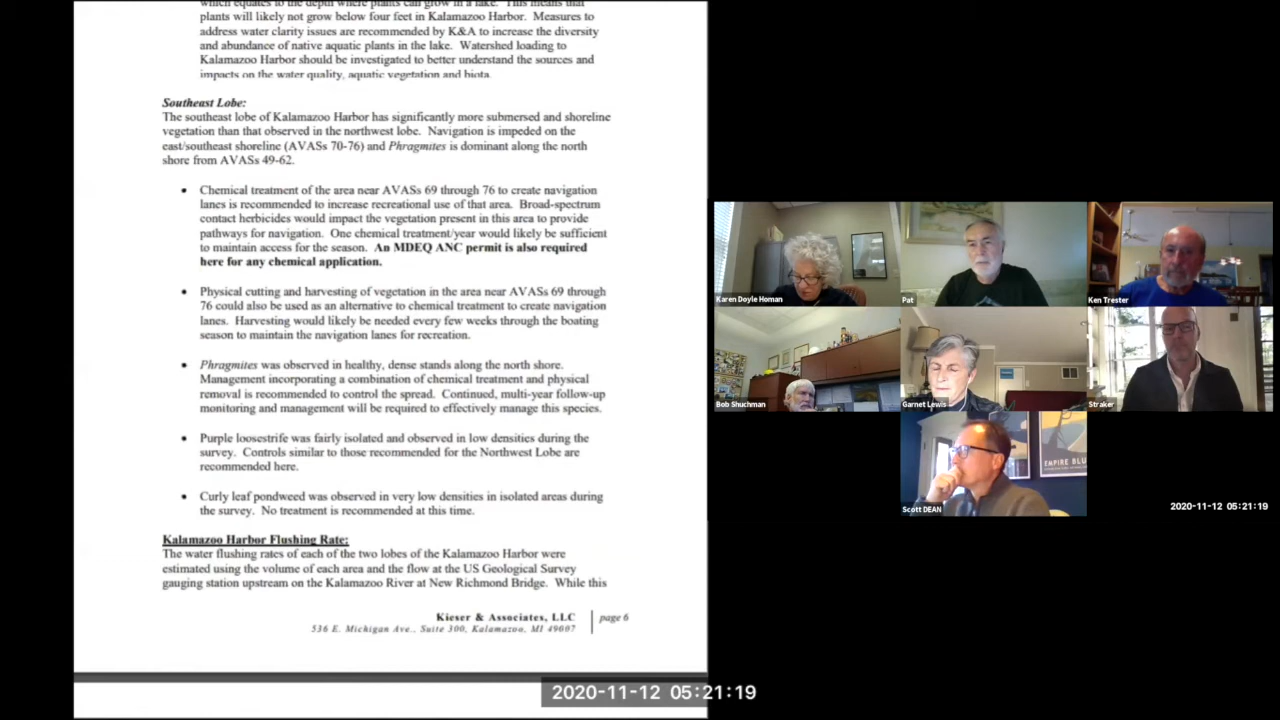 which equates to the depth where plants can grow in a lake. This means that
plants will likely not grow below four feet in Kalamazoo Harbor. Measures to
address water clarity issues are recommended by K&A to increase the diversity
and abundance of native aquatic plants in the lake. Watershed loading to
Kalamazoo Harbor should be investigated to better understand the sources and
impacts on the water quality, aquatic vegetation and biota.
Southeast Lobe:
The southeast lobe of Kalamazoo Harbor has significantly more submersed and shoreline
vegetation than that observed in the northwest lobe. Navigation is impeded on the
east/southeast shoreline (AVASs 70-76) and Phragmites is dominant along the north
shore from AVASs 49-62.
• Chemical treatment of the area near AVASs 69 through 76 to create navigation
lanes is recommended to increase recreational use of that area. Broad-spectrum
contact herbicides would impact the vegetation present in this area to provide
pathways for navigation. One chemical treatment/year would likely be sufficient
to maintain access for the season. An MDEQ ANC permit is also required
here for any chemical application.
• Physical cutting and harvesting of vegetation in the area near AVASs 69 through
76 could also be used as an alternative to chemical treatment to create navigation
lanes. Harvesting would likely be needed every few weeks through the boating
season to maintain the navigation lanes for recreation.
• Phragmites was observed in healthy, dense stands along the north shore.
Management incorporating a combination of chemical treatment and physical
removal is recommended to control the spread. Continued, multi-year follow-up
monitoring and management will be required to effectively manage this species.
• Purple loosestrife was fairly isolated and observed in low densities during the
survey. Controls similar to those recommended for the Northwest Lobe are
recommended here.
• Curly leaf pondweed was observed in very low densities in isolated areas during
the survey. No treatment is recommended at this time.
Kalamazoo Harbor Flushing Rate:
The water flushing rates of each of the two lobes of the Kalamazoo Harbor were
estimated using the volume of each area and the flow at the US Geological Survey
gauging station upstream on the Kalamazoo River at New Richmond Bridge. While this
Kieser & Associates, LLC
page 6
536 E. Michigan Ave., Suite 300, Kalamazoo, MI 49007
Karen Doyle Homan
Pat
Ken Trester
Bob Shuchman
Garnet Lewis
Straker
EMPIRE BLU
Scott DEAN
2020-11-12 05:21:19
2020-11-12 05:21:19